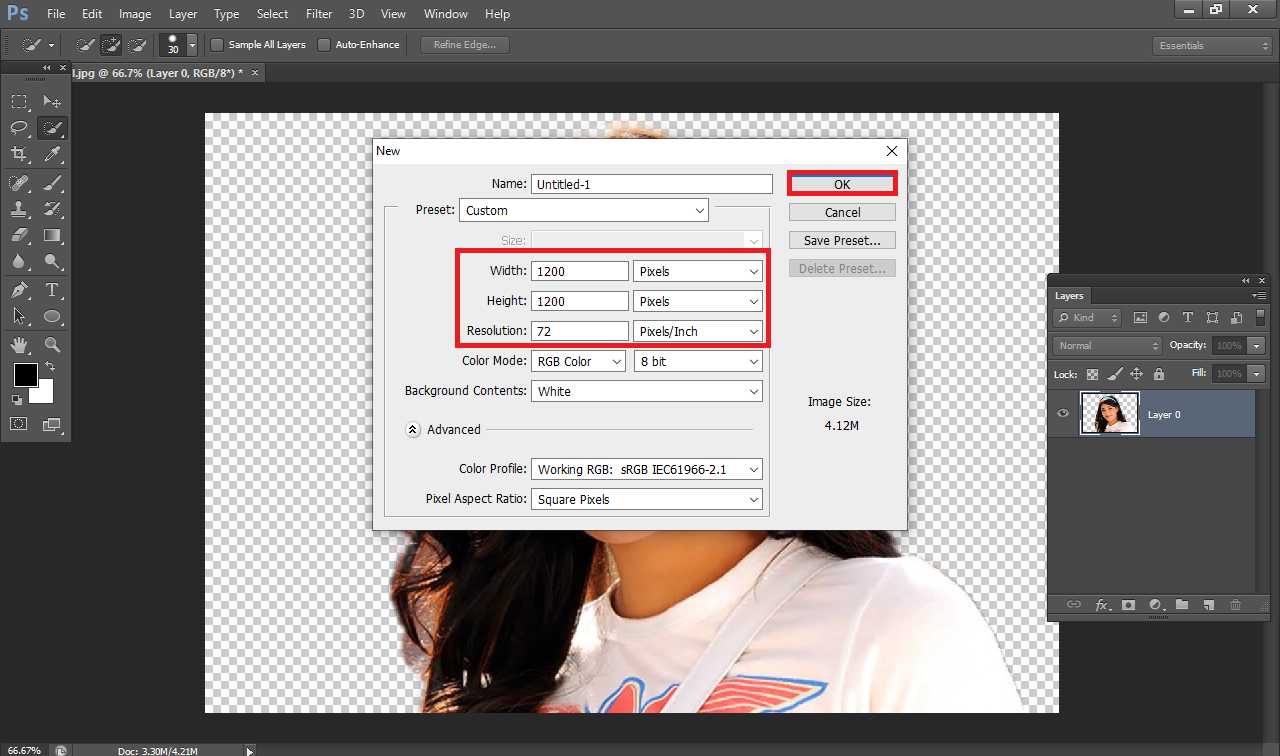 Ps File Edit Image Layer Type Select Filter 3D View Window Help
30 Sample All Layers Auto-Enhance Refine Edge... Essentials
l.jpg @ 66.7% (Layer 0, RGB/8*) * ×
New
Name: Untitled-1 OK
Preset: Custom Cancel
Size: Save Preset...
Width: 1200 Pixels Delete Preset...
Height: 1200 Pixels
Resolution: 72 Pixels/Inch
Color Mode: RGB Color 8 bit
Background Contents: White
Image Size:
4.12M
Advanced
Color Profile: Working RGB: sRGB IEC61966-2.1
Pixel Aspect Ratio: Square Pixels
Layers
Kind
Normal Opacity: 100%
Lock: Fill: 100%
Layer 0
fx
66.67% Doc: 3.30M/4.21M